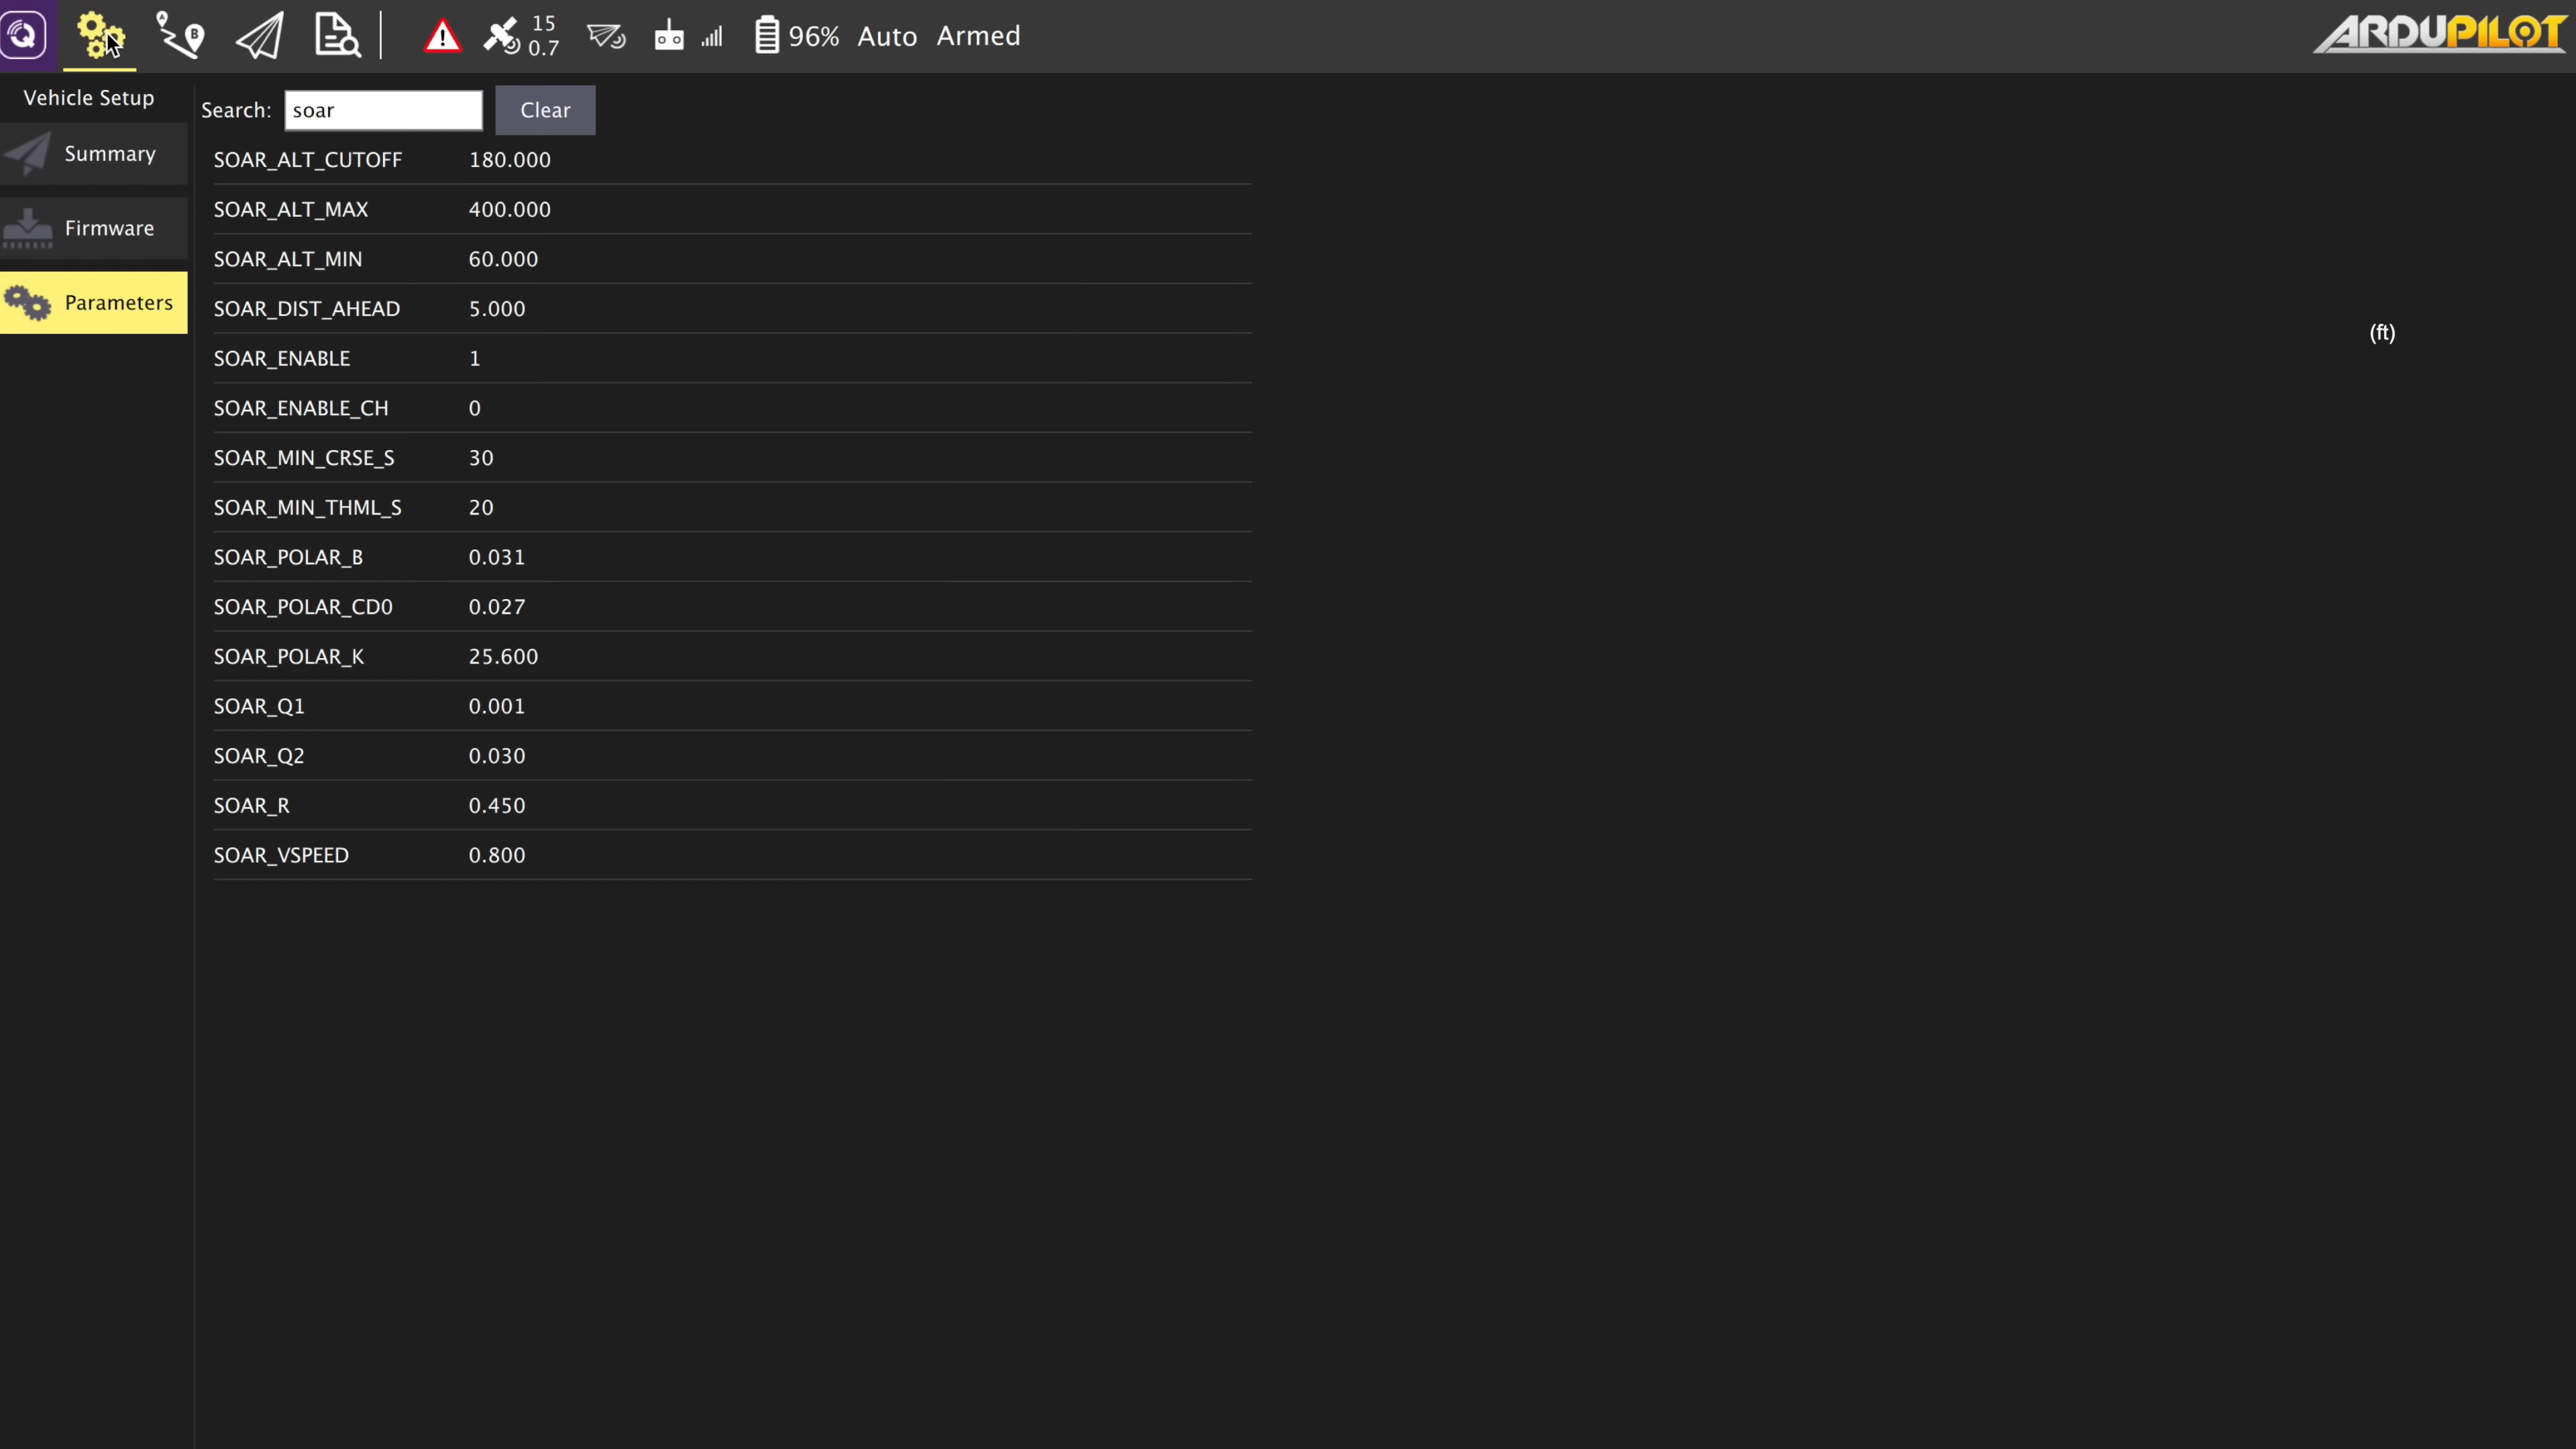 15
0.7
96% Auto Armed
ARDUPILOT
Vehicle Setup
Summary
Firmware
Parameters
Search: soar Clear
SOAR_ALT_CUTOFF 180.000
SOAR_ALT_MAX 400.000
SOAR_ALT_MIN 60.000
SOAR_DIST_AHEAD 5.000
SOAR_ENABLE 1
SOAR_ENABLE_CH 0
SOAR_MIN_CRSE_S 30
SOAR_MIN_THML_S 20
SOAR_POLAR_B 0.031
SOAR_POLAR_CD0 0.027
SOAR_POLAR_K 25.600
SOAR_Q1 0.001
SOAR_Q2 0.030
SOAR_R 0.450
SOAR_VSPEED 0.800
(ft)